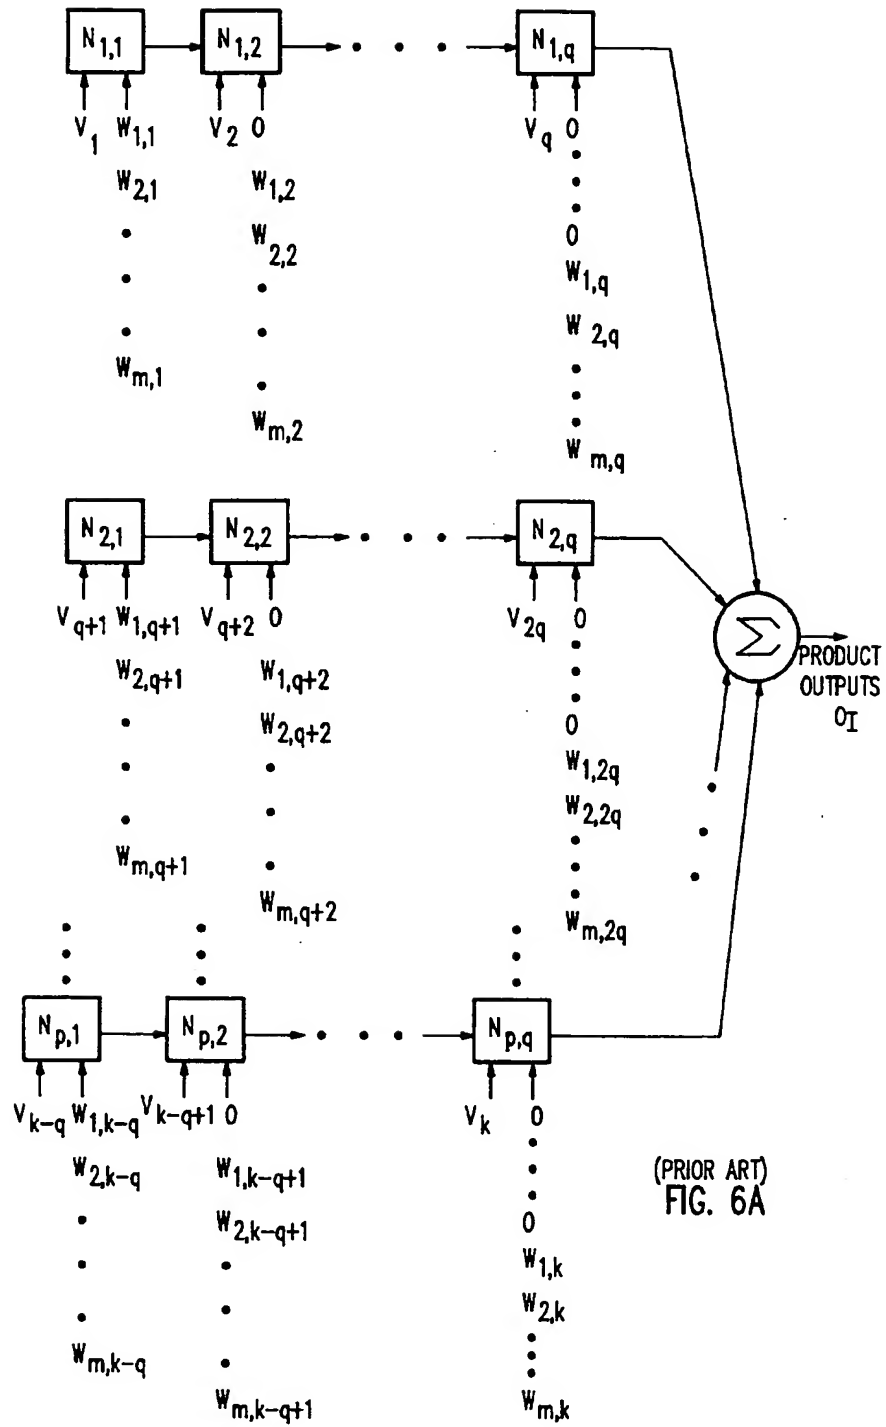 N1,1 N1,2 N1,q
V1 W1,1 V2 0 Vq 0
W2,1 W1,2
W2,2 0
W1,q
W2,q
Wm,1
Wm,2
Wm,q
N2,1 N2,2 N2,q
Vq+1 W1,q+1 Vq+2 0 V2q 0
Σ
PRODUCT
OUTPUTS
OI
W2,q+1 W1,q+2
W2,q+2 0
W1,2q
W2,2q
Wm,q+1
Wm,q+2
Wm,2q
Np,1 Np,2 Np,q
Vk-q W1,k-q Vk-q+1 0 Vk 0
W2,k-q W1,k-q+1
W2,k-q+1 0
W1,k
W2,k
Wm,k-q
Wm,k-q+1
Wm,k
(PRIOR ART)
FIG. 6A